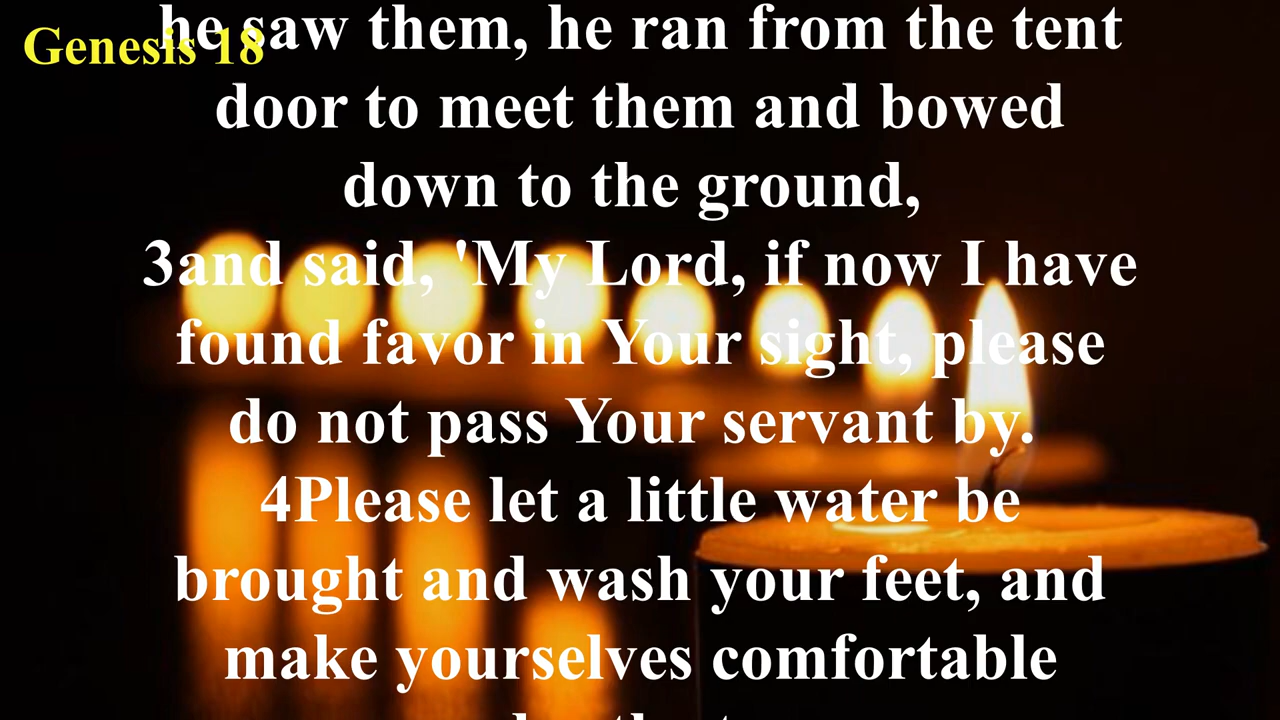 Genesis 18
he saw them, he ran from the tent
door to meet them and bowed
down to the ground,
3and said, 'My Lord, if now I have
found favor in Your sight, please
do not pass Your servant by.
4Please let a little water be
brought and wash your feet, and
make yourselves comfortable